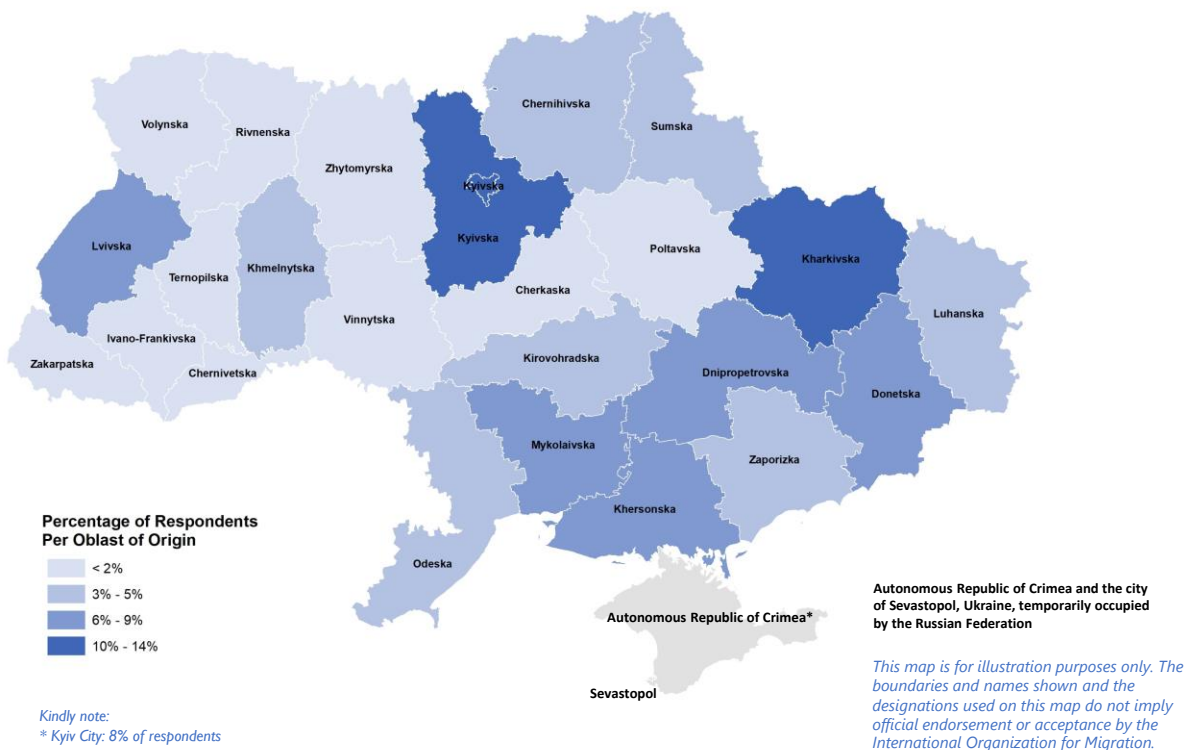 Chernihivska
Volynska
Sumska
Rivnenska
Zhytomyrska
Kyivska
Kyivska
Lvivska
Poltavska
Kharkivska
Ternopilska
Khmelnytska
Cherkaska
Luhanska
Vinnytska
Ivano-Frankivska
Kirovohradska
Zakarpatska
Chernivetska
Dnipropetrovska
Donetska
Mykolaivska
Zaporizka
Khersonska
Odeska
Percentage of Respondents
Per Oblast of Origin
< 2%
3% - 5%
6% - 9%
10% - 14%
Autonomous Republic of Crimea*
Sevastopol
Autonomous Republic of Crimea and the city
of Sevastopol, Ukraine, temporarily occupied
by the Russian Federation
This map is for illustration purposes only. The
boundaries and names shown and the
designations used on this map do not imply
official endorsement or acceptance by the
International Organization for Migration.
Kindly note:
* Kyiv City: 8% of respondents